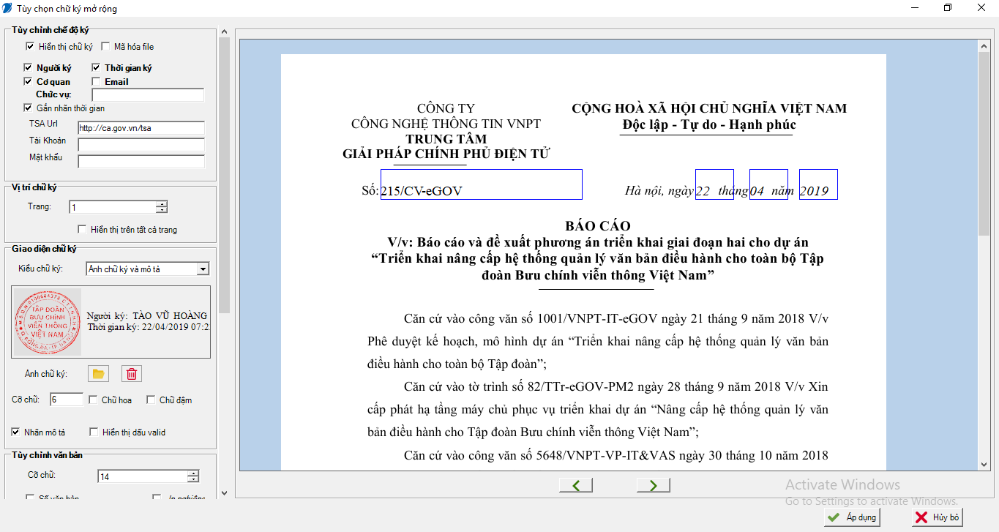 Tùy chọn chữ ký mở rộng
Tùy chỉnh chế độ ký
Hiển thị chữ ký Mã hóa file
Người ký Thời gian ký
Cơ quan Email
Chức vụ:
Gắn nhãn thời gian
TSA Url http://ca.gov.vn/tsa
Tài Khoản
Mật khẩu
Vị trí chữ ký
Trang: 1
Hiển thị trên tất cả trang
Giao diện chữ ký
Kiểu chữ ký: Ảnh chữ ký và mô tả
TẬP ĐOÀN
BƯU CHÍNH
VIỄN THÔNG
VIỆT NAM
Người ký: TÀO VŨ HOÀNG
Thời gian ký: 22/04/2019 07:2
Ảnh chữ ký:
Cỡ chữ: 6 Chữ hoa Chữ đậm
Nhãn mô tả Hiển thị dấu valid
Tùy chỉnh văn bản
Cỡ chữ: 14
Số văn bản In nghiêng
CÔNG TY
CÔNG NGHỆ THÔNG TIN VNPT
TRUNG TÂM
GIẢI PHÁP CHÍNH PHỦ ĐIỆN TỬ
CỘNG HOÀ XÃ HỘI CHỦ NGHĨA VIỆT NAM
Độc lập - Tự do - Hạnh phúc
Số: 215/CV-eGOV
Hà nội, ngày 22 tháng 04 năm 2019
BÁO CÁO
V/v: Báo cáo và đề xuất phương án triển khai giai đoạn hai cho dự án
“Triển khai nâng cấp hệ thống quản lý văn bản điều hành cho toàn bộ Tập
đoàn Bưu chính viễn thông Việt Nam”
Căn cứ vào công văn số 1001/VNPT-IT-eGOV ngày 21 tháng 9 năm 2018 V/v
Phê duyệt kế hoạch, mô hình dự án “Triển khai nâng cấp hệ thống quản lý văn bản
điều hành cho toàn bộ Tập đoàn”;
Căn cứ vào tờ trình số 82/TTr-eGOV-PM2 ngày 28 tháng 9 năm 2018 V/v Xin
cấp phát hạ tầng máy chủ phục vụ triển khai dự án “Nâng cấp hệ thống quản lý văn
bản điều hành cho Tập đoàn Bưu chính viễn thông Việt Nam”;
Căn cứ vào công văn số 5648/VNPT-VP-IT&VAS ngày 30 tháng 10 năm 2018
Activate Windows
Go to Settings to activate Windows.
Áp dụng Hủy bỏ